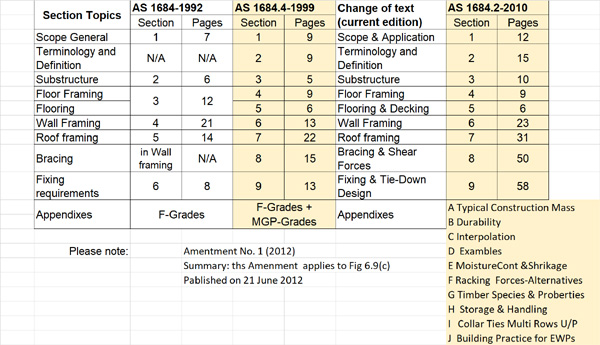 Section Topics AS 1684-1992 AS 1684.4-1999 Change of text (current edition) AS 1684.2-2010
Section Pages Section Pages Section Pages
Scope General 1 7 1 9 Scope & Application 1 12
Terminology and Definition N/A N/A 2 9 Terminology and Definition 2 15
Substructure 2 6 3 5 Substructure 3 10
Floor Framing 3 12 4 9 Floor Framing 4 9
Flooring 5 6 Flooring & Decking 5 6
Wall Framing 4 21 6 13 Wall Framing 6 23
Roof framing 5 14 7 22 Roof framing 7 31
Bracing in Wall framing N/A 8 15 Bracing & Shear Forces 8 50
Fixing requirements 6 8 9 13 Fixing & Tie-Down Design 9 58
Appendixes F-Grades F-Grades + MGP-Grades Appendixes A Typical Construction Mass
B Durability
C Interpolation
D Exambles
E MoistureCont &Shrikage
F Racking Forces-Alternatives
G Timber Species & Proberties
H Storage & Handling
I Collar Ties Multi Rows U/P
J Building Practice for EWPs
Please note: Amentment No. 1 (2012)
Summary: ths Amenment applies to Fig 6.9(c)
Pablished on 21 June 2012